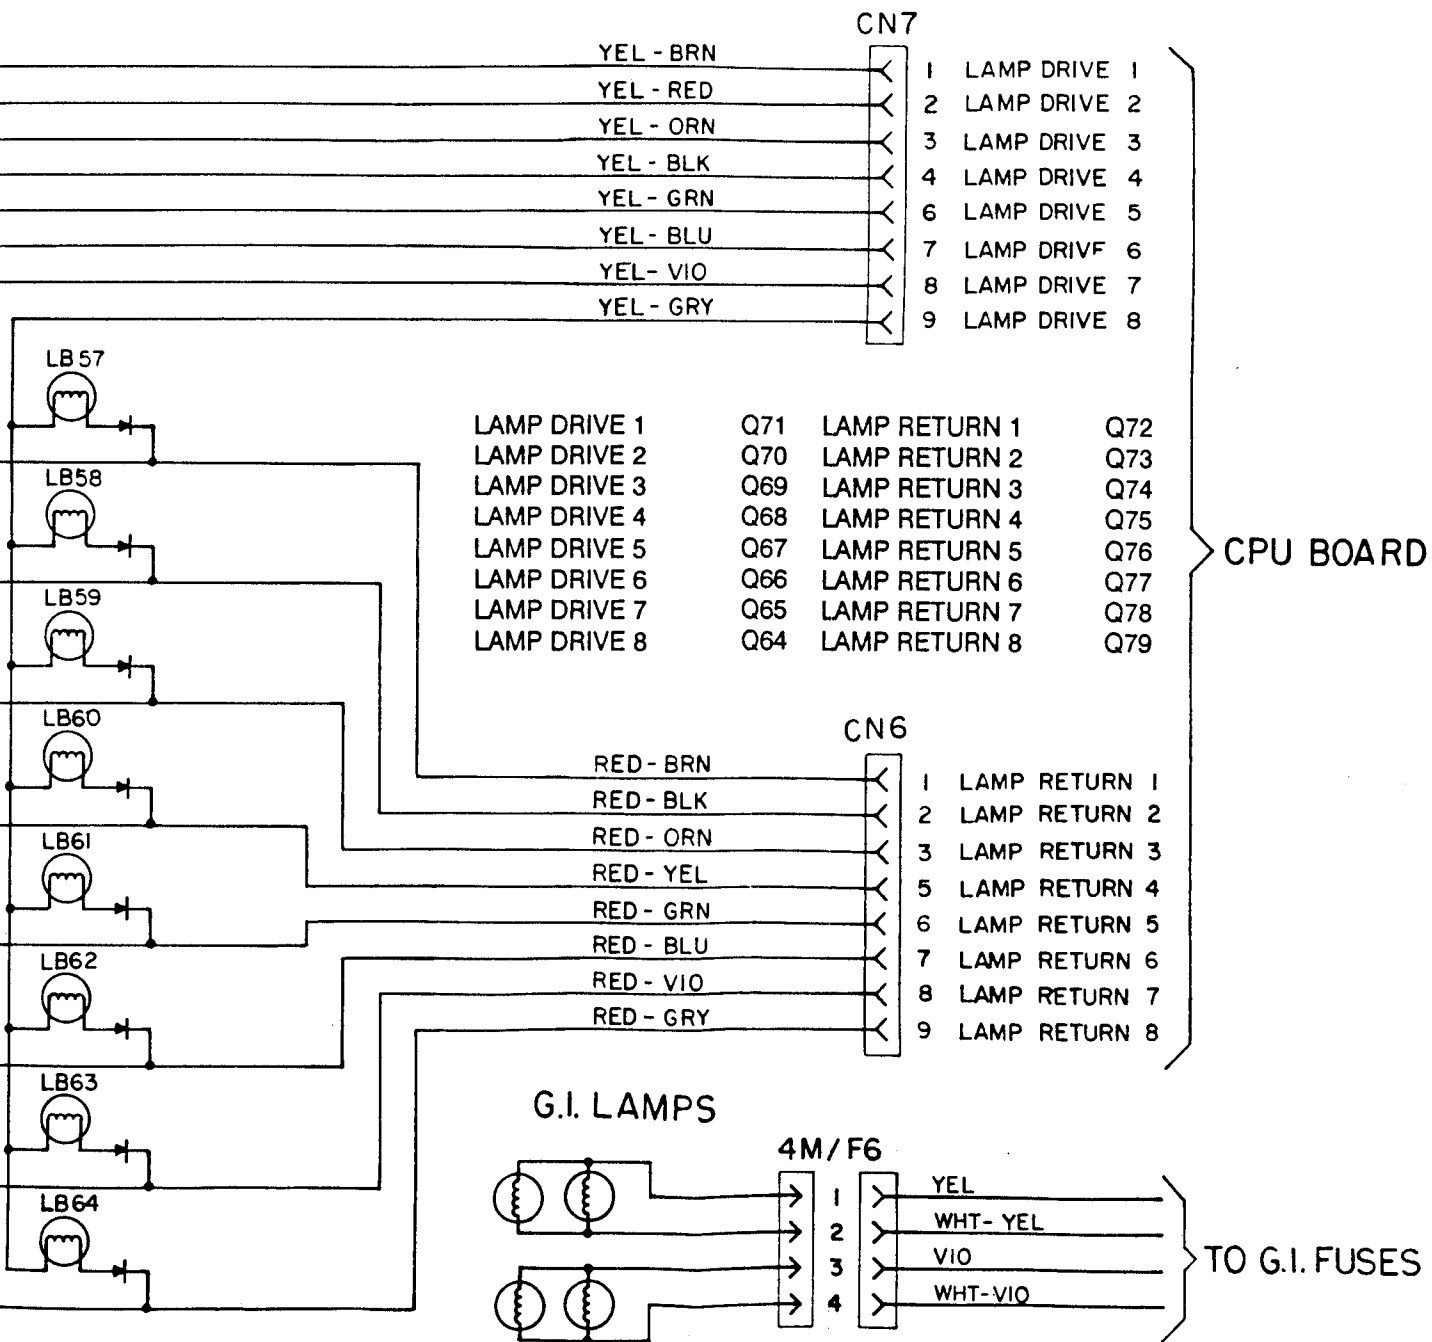 CN7
YEL - BRN
1 LAMP DRIVE 1
YEL - RED
2 LAMP DRIVE 2
YEL - ORN
3 LAMP DRIVE 3
YEL - BLK
4 LAMP DRIVE 4
YEL - GRN
6 LAMP DRIVE 5
YEL - BLU
7 LAMP DRIVE 6
YEL- VIO
8 LAMP DRIVE 7
YEL - GRY
9 LAMP DRIVE 8
LB57
LB58
LB59
LB60
LB61
LB62
LB63
LB64
LAMP DRIVE 1 Q71 LAMP RETURN 1 Q72
LAMP DRIVE 2 Q70 LAMP RETURN 2 Q73
LAMP DRIVE 3 Q69 LAMP RETURN 3 Q74
LAMP DRIVE 4 Q68 LAMP RETURN 4 Q75
LAMP DRIVE 5 Q67 LAMP RETURN 5 Q76
LAMP DRIVE 6 Q66 LAMP RETURN 6 Q77
LAMP DRIVE 7 Q65 LAMP RETURN 7 Q78
LAMP DRIVE 8 Q64 LAMP RETURN 8 Q79
CPU BOARD
CN6
RED - BRN
1 LAMP RETURN 1
RED - BLK
2 LAMP RETURN 2
RED - ORN
3 LAMP RETURN 3
RED - YEL
5 LAMP RETURN 4
RED - GRN
6 LAMP RETURN 5
RED - BLU
7 LAMP RETURN 6
RED - VIO
8 LAMP RETURN 7
RED - GRY
9 LAMP RETURN 8
G.I. LAMPS
4M/F6
1 YEL
2 WHT-YEL
3 VIO
4 WHT-VIO
TO G.I. FUSES